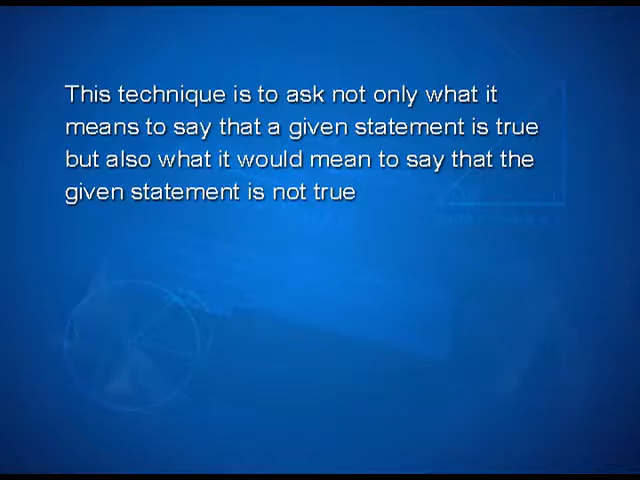 This technique is to ask not only what it
means to say that a given statement is true
but also what it would mean to say that the
given statement is not true